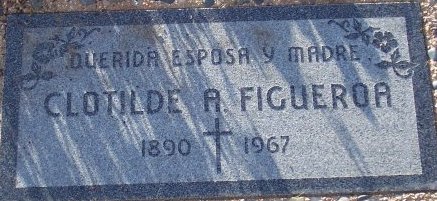 QUERIDA ESPOSA Y MADRE
CLOTILDE A. FIGUEROA
1890 1967